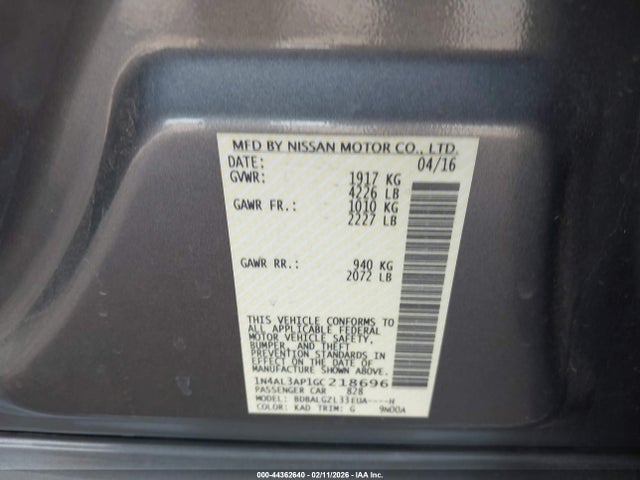 MFD BY NISSAN MOTOR CO., LTD.
DATE: 04/16
GVWR: 1917 KG
4226 LB
GAWR FR.: 1010 KG
2227 LB
GAWR RR.: 940 KG
2072 LB
THIS VEHICLE CONFORMS TO
ALL APPLICABLE FEDERAL
MOTOR VEHICLE SAFETY,
BUMPER, AND THEFT
PREVENTION STANDARDS IN
EFFECT ON THE DATE OF
MANUFACTURE SHOWN ABOVE.
1N4AL3AP1GC218696
PASSENGER CAR 828
MODEL: BDBALGZL33EUA----H
COLOR: KAD TRIM: G 9N00A
000-44362640 - 02/11/2026 - IAA Inc.